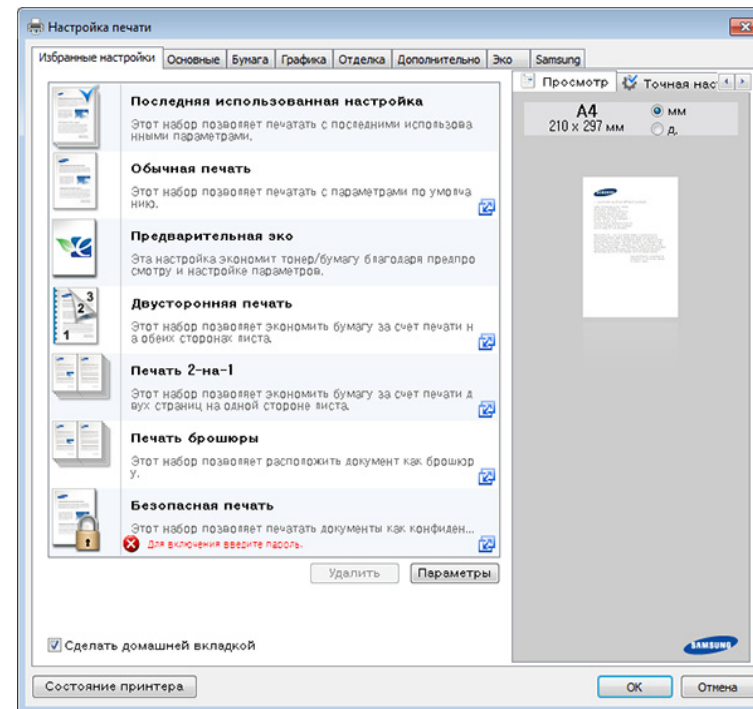 Настройка печати
Избранные настройки Основные Бумага Графика Отделка Дополнительно Эко Samsung
Просмотр Точная нас
A4
210 x 297 мм
мм
д.
Последняя использованная настройка
Этот набор позволяет печатать с последними использова
нными параметрами.
Обычная печать
Этот набор позволяет печатать с параметрами по умолча
нию.
Предварительная эко
Эта настройка экономит тонер/бумагу благодаря предпро
смотру и настройке параметров.
3
2
1
Двусторонняя печать
Этот набор позволяет экономить бумагу за счет печати н
а обеих сторонах листа.
Печать 2-на-1
Этот набор позволяет экономить бумагу за счет печати д
вух страниц на одной стороне листа.
Печать брошюры
Этот набор позволяет расположить документ как брошюр
у.
Безопасная печать
Этот набор позволяет печатать документы как конфиден...
Для включения введите пароль.
Удалить Параметры
Сделать домашней вкладкой
SAMSUNG
Состояние принтера
ОК Отмена